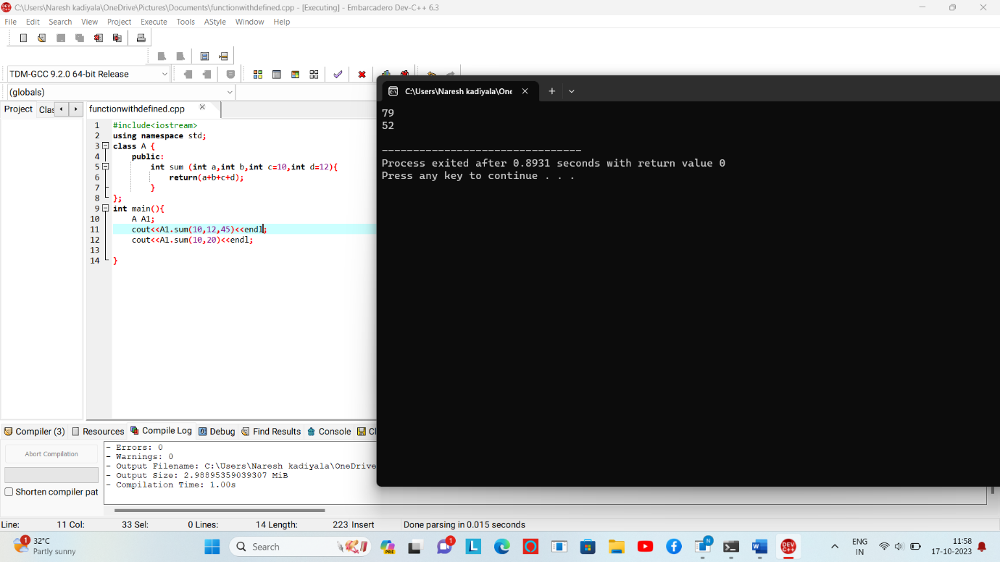 C:\Users\Naresh kadiyala\OneDrive\Pictures\Documents\functionwithdefined.cpp - [Executing] - Embarcadero Dev-C++ 6.3
File Edit Search View Project Execute Tools AStyle Window Help
TDM-GCC 9.2.0 64-bit Release
(globals)
Project Clas
functionwithdefined.cpp
1 #include<iostream>
2 using namespace std;
3 class A {
4 public:
5 int sum (int a,int b,int c=10,int d=12){
6 return(a+b+c+d);
7 }
8 };
9 int main(){
10 A A1;
11 cout<<A1.sum(10,12,45)<<endl;
12 cout<<A1.sum(10,20)<<endl;
13
14 }
C:\Users\Naresh kadiyala\One
79
52
--------------------------------
Process exited after 0.8931 seconds with return value 0
Press any key to continue . . .
Compiler (3) Resources Compile Log Debug Find Results Console Cl
Abort Compilation
Shorten compiler pat
- Errors: 0
- Warnings: 0
- Output Filename: C:\Users\Naresh kadiyala\OneDrive
- Output Size: 2.98895359039307 MiB
- Compilation Time: 1.00s
Line: 11 Col: 33 Sel: 0 Lines: 14 Length: 223 Insert Done parsing in 0.015 seconds
1
32°C
Partly sunny
Search
PRE
1
L
N
W
DEV
C++
ENG
IN
11:58
17-10-2023